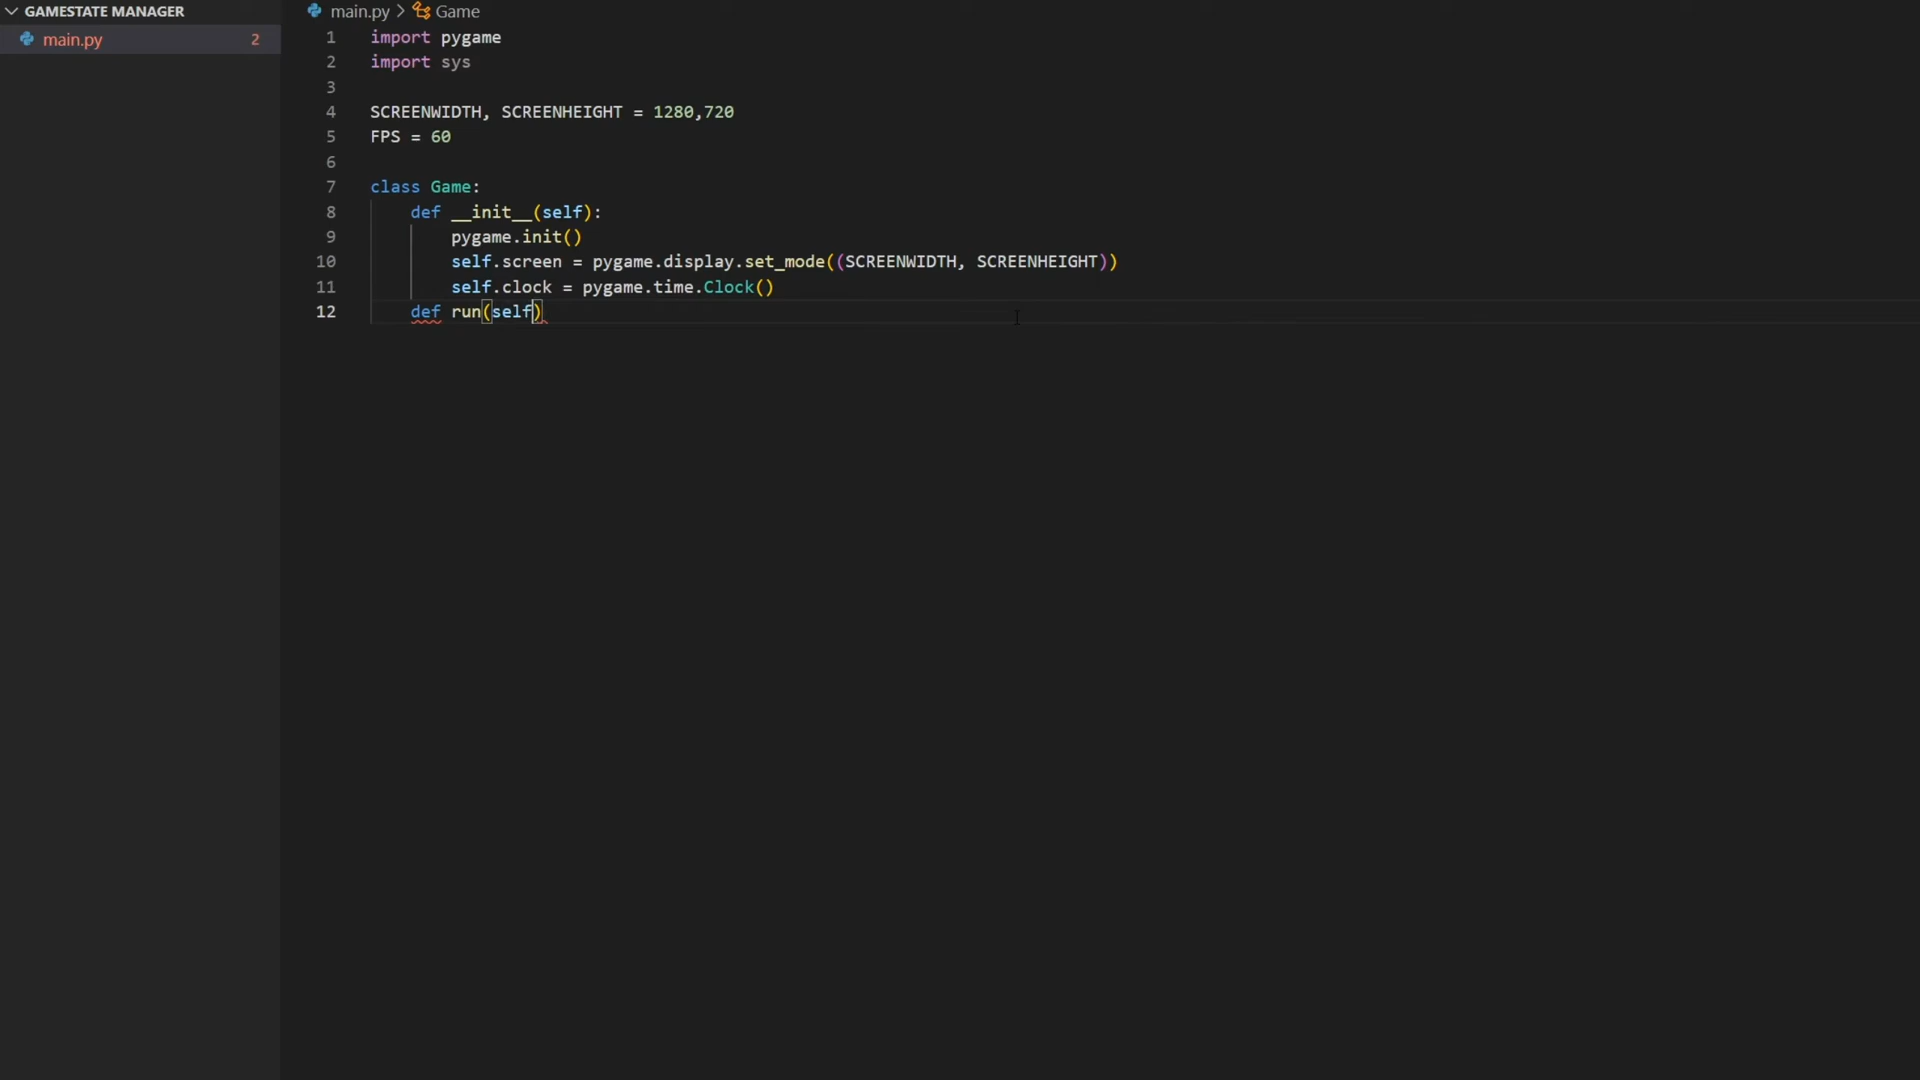 GAMESTATE MANAGER
main.py 2
main.py > Game
1 import pygame
2 import sys
3
4 SCREENWIDTH, SCREENHEIGHT = 1280,720
5 FPS = 60
6
7 class Game:
8     def __init__(self):
9         pygame.init()
10         self.screen = pygame.display.set_mode((SCREENWIDTH, SCREENHEIGHT))
11         self.clock = pygame.time.Clock()
12     def run(self)